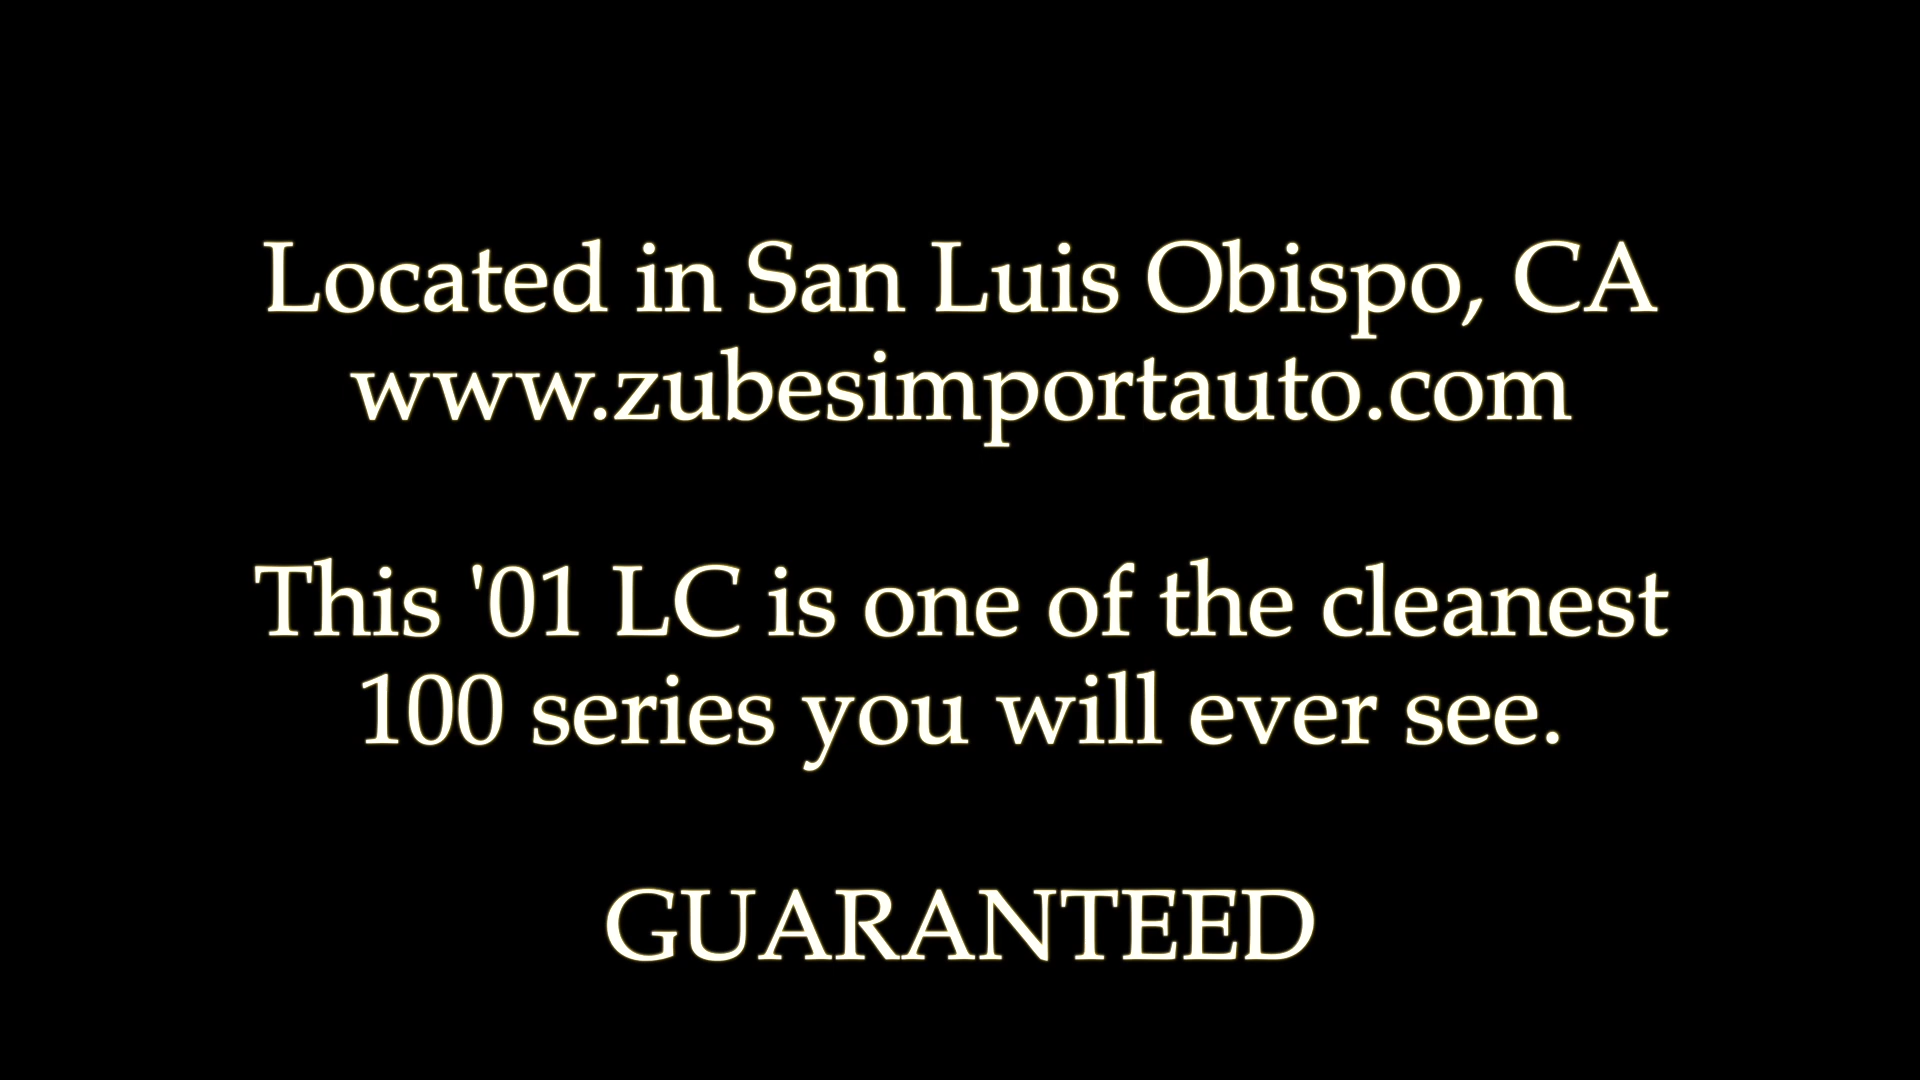 Located in San Luis Obispo, CA
www.zubesimportauto.com
This '01 LC is one of the cleanest
100 series you will ever see.
GUARANTEED